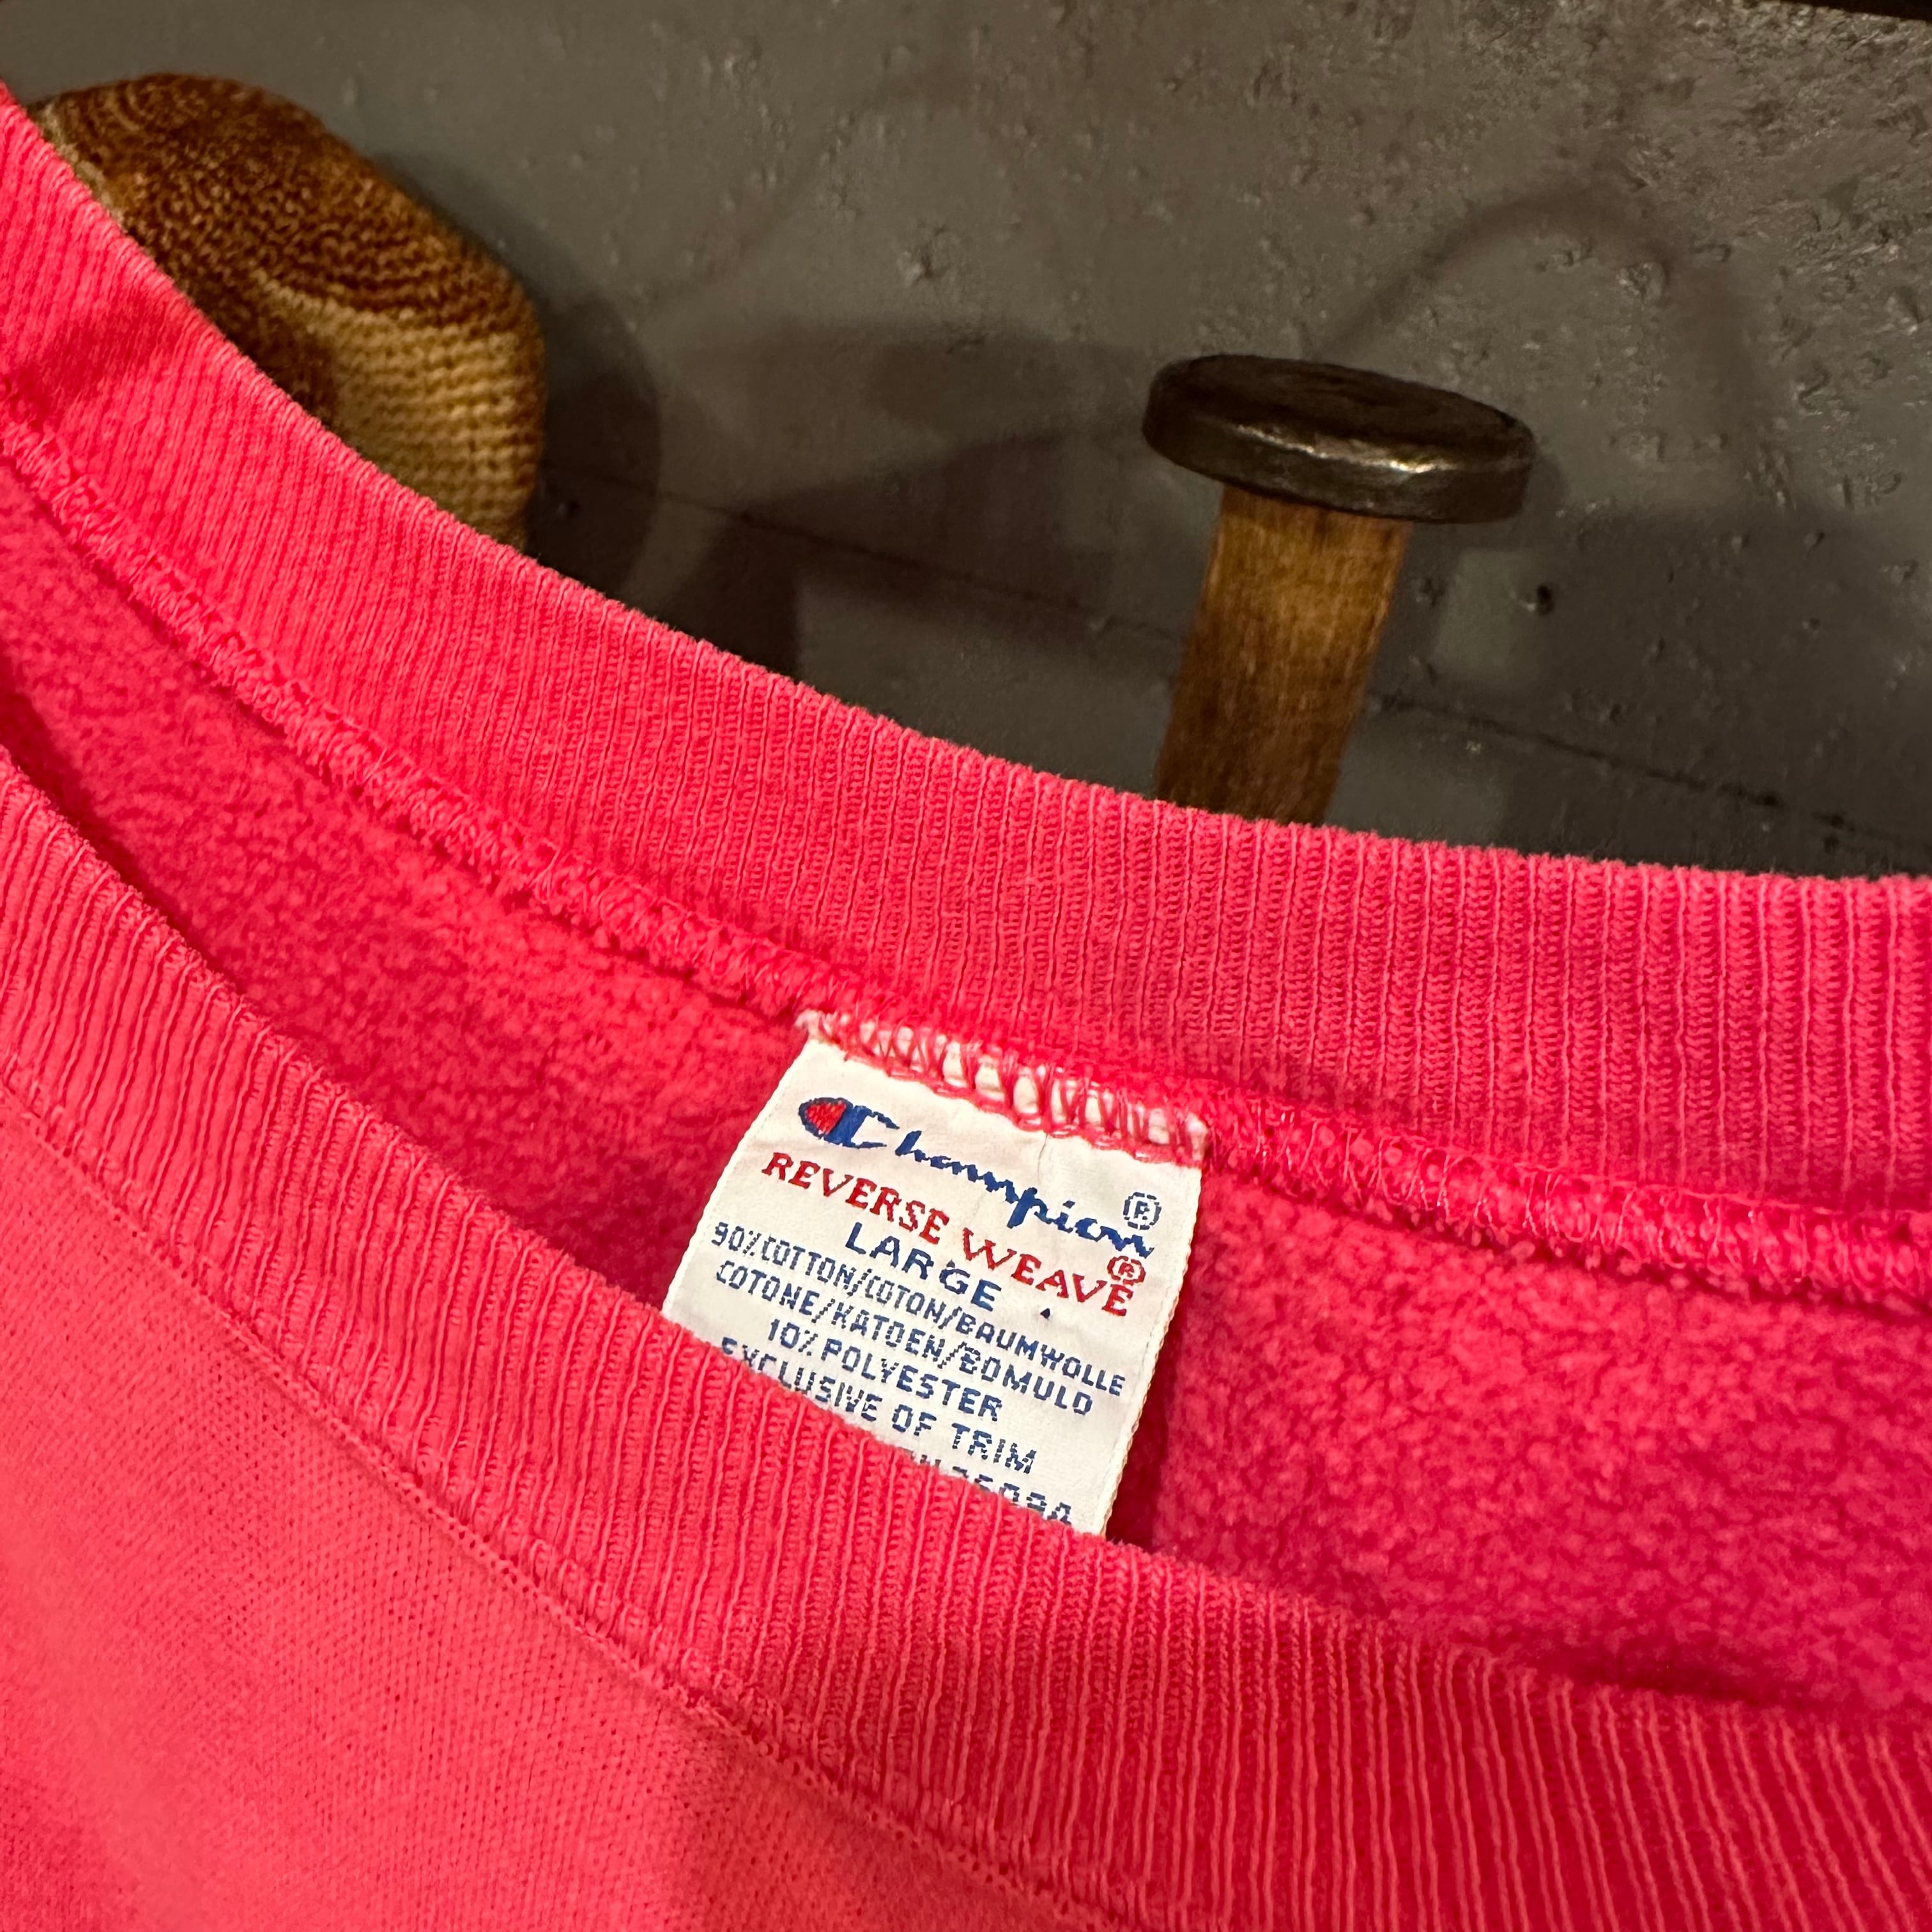 Champion®
REVERSE WEAVE®
LARGE
90%COTTON/COTON/BAUMWOLLE
COTONE/KATOEN/BOMULD
10% POLYESTER
EXCLUSIVE OF TRIM